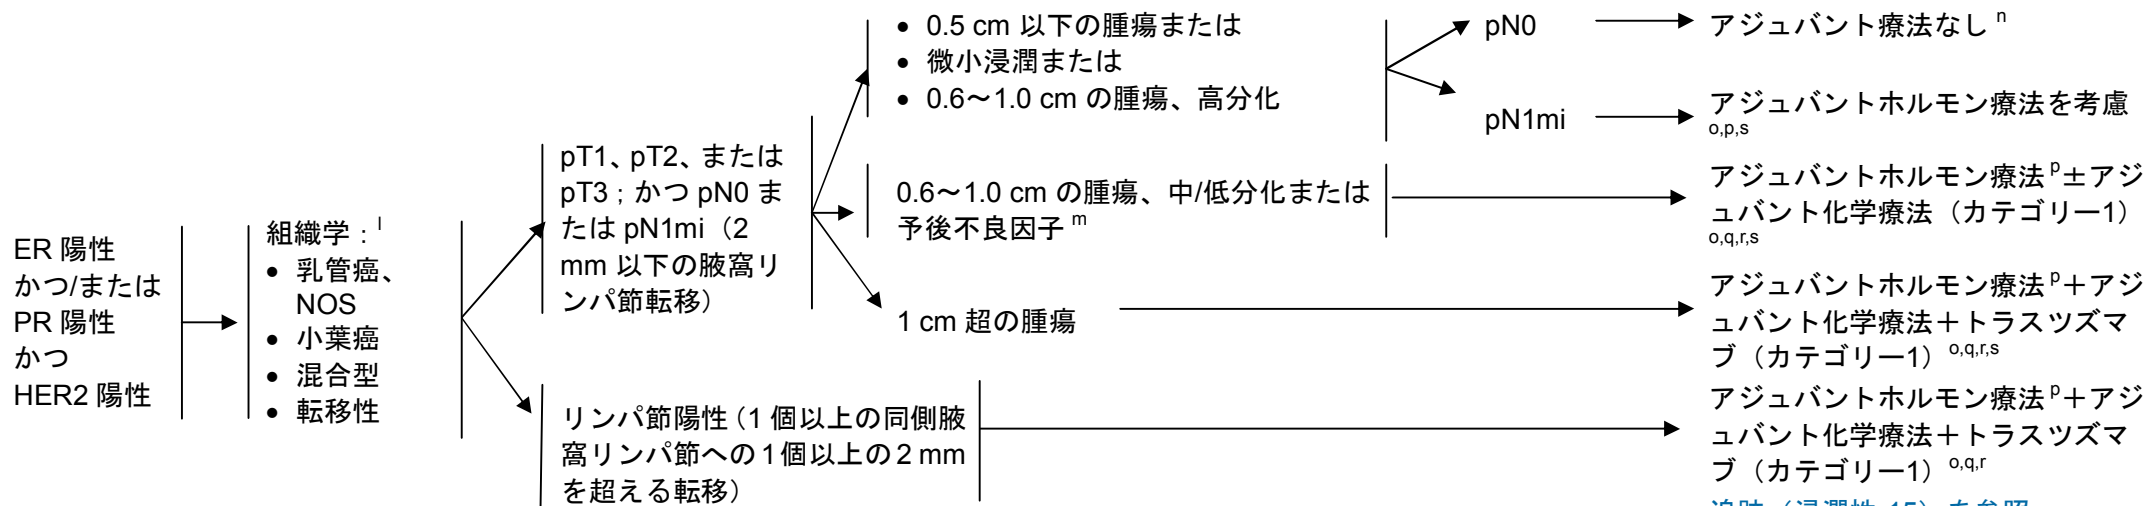 ER 陽性
かつ/または
PR 陽性
かつ
HER2 陽性
組織学：l
• 乳管癌、
NOS
• 小葉癌
• 混合型
• 転移性
pT1、pT2、または
pT3；かつ pN0 ま
たは pN1mi（2
mm 以下の腋窩リ
ンパ節転移）
リンパ節陽性（1 個以上の同側腋
窩リンパ節への 1 個以上の 2 mm
を超える転移）
• 0.5 cm 以下の腫瘍または
• 微小浸潤または
• 0.6～1.0 cm の腫瘍、高分化
0.6～1.0 cm の腫瘍、中/低分化または
予後不良因子 m
1 cm 超の腫瘍
pN0
pN1mi
アジュバント療法なし n
アジュバントホルモン療法を考慮
o,p,s
アジュバントホルモン療法 p±アジ
ュバント化学療法（カテゴリー1）
o,q,r,s
アジュバントホルモン療法 p＋アジ
ュバント化学療法＋トラスツズマ
ブ（カテゴリー1）o,q,r,s
アジュバントホルモン療法 p＋アジ
ュバント化学療法＋トラスツズマ
ブ（カテゴリー1）o,q,r
追跡（浸潤性-15）を参照